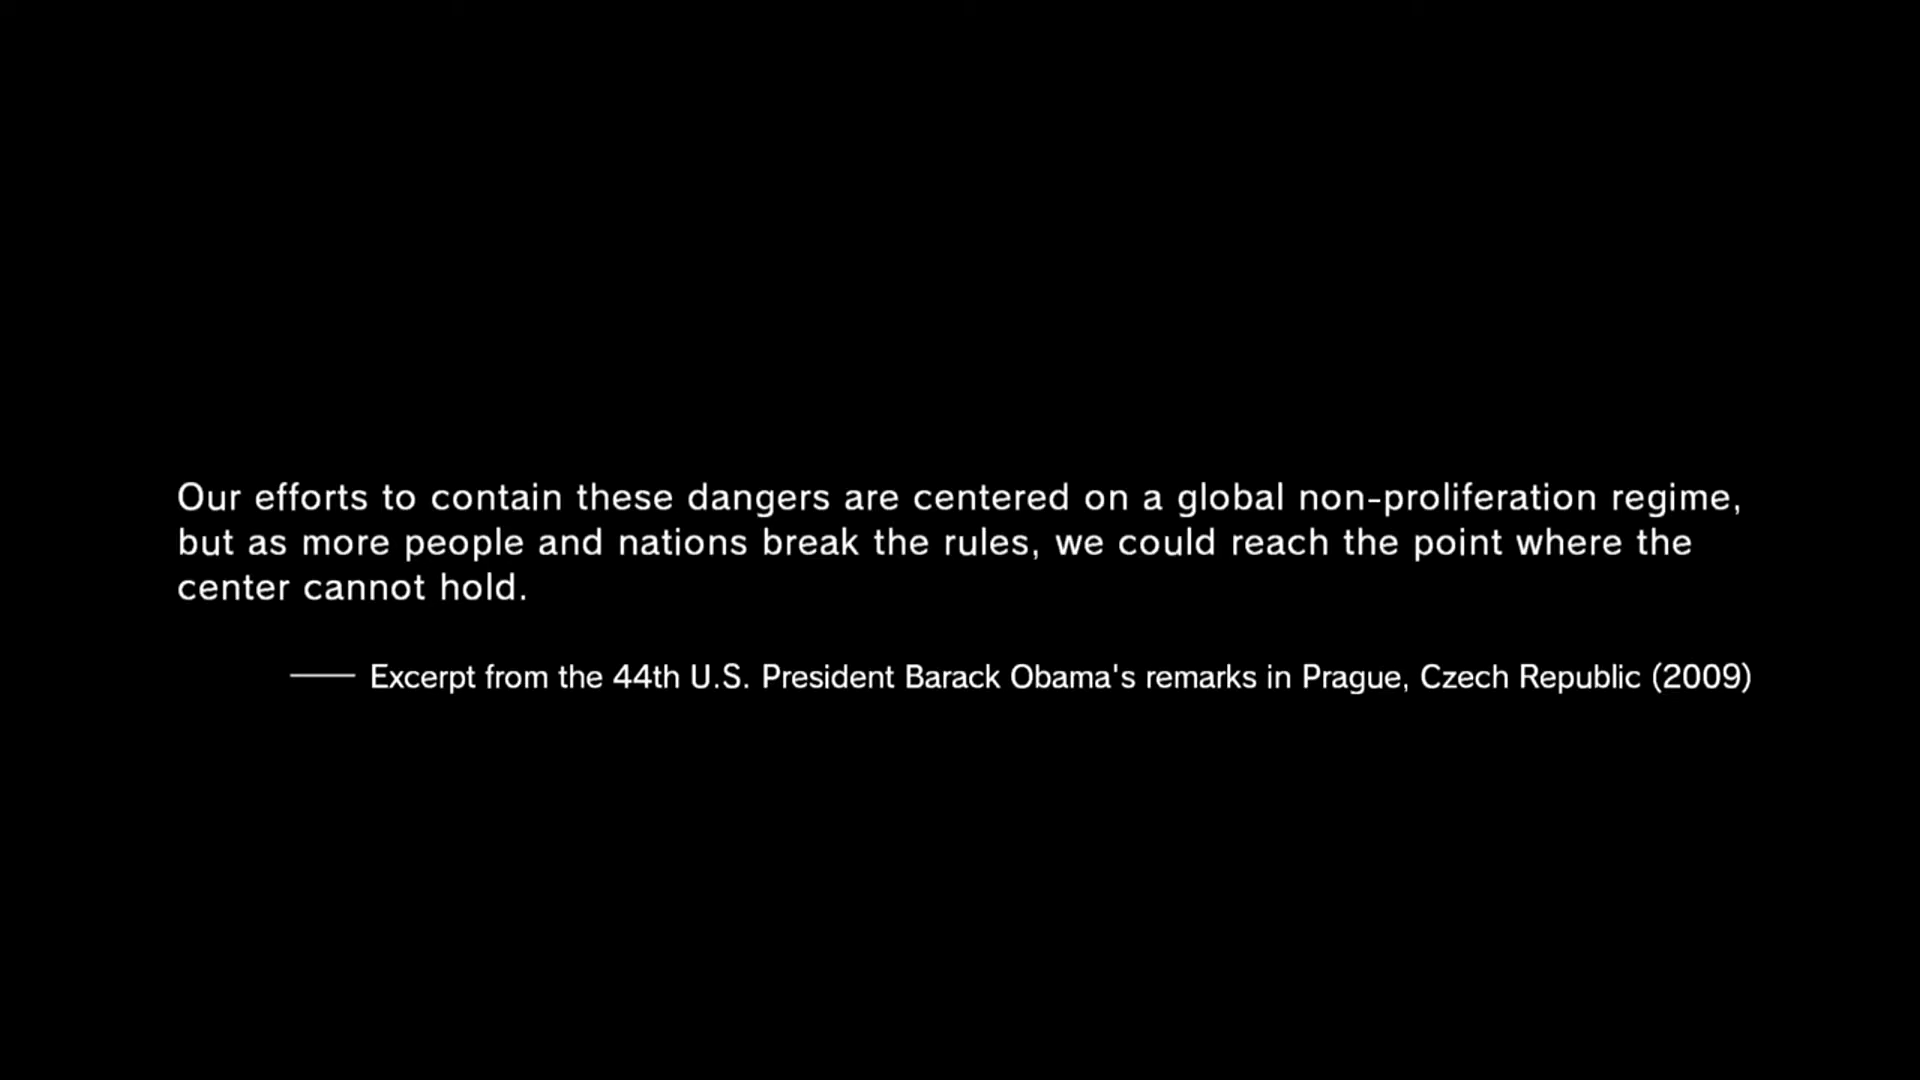 Our efforts to contain these dangers are centered on a global non-proliferation regime,
but as more people and nations break the rules, we could reach the point where the
center cannot hold.
—— Excerpt from the 44th U.S. President Barack Obama's remarks in Prague, Czech Republic (2009)